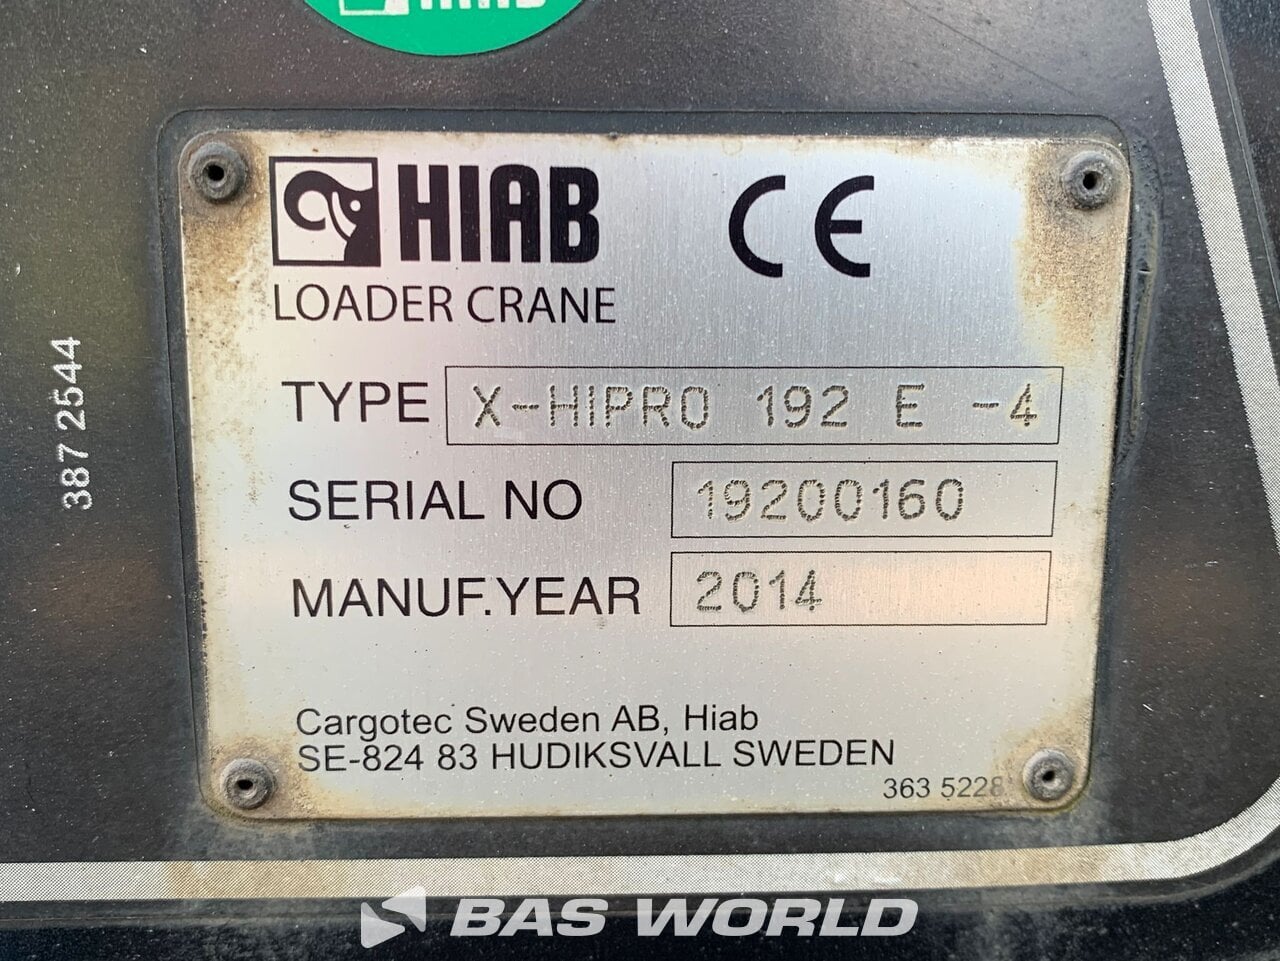 HIAB
HIAB CE
LOADER CRANE
TYPE X-HIPRO 192 E -4
SERIAL NO 19200160
MANUF.YEAR 2014
Cargotec Sweden AB, Hiab
SE-824 83 HUDIKSVALL SWEDEN
363 5228
387 2544
BAS WORLD